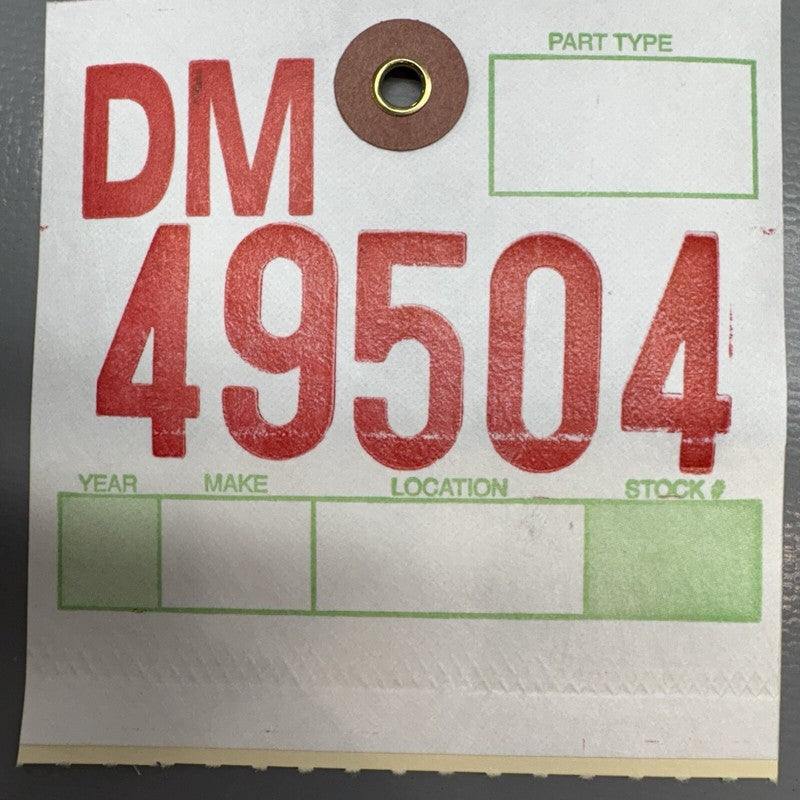 PART TYPE
DM
49504
YEAR MAKE LOCATION STOCK #